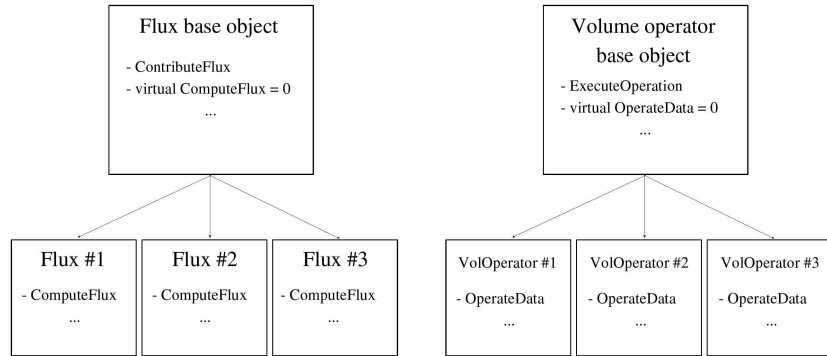 Flux base object
- ContributeFlux
- virtual ComputeFlux = 0
...
Volume operator
base object
- ExecuteOperation
- virtual OperateData = 0
...
Flux #1
- ComputeFlux
...
Flux #2
- ComputeFlux
...
Flux #3
- ComputeFlux
...
VolOperator #1
- OperateData
...
VolOperator #2
- OperateData
...
VolOperator #3
- OperateData
...